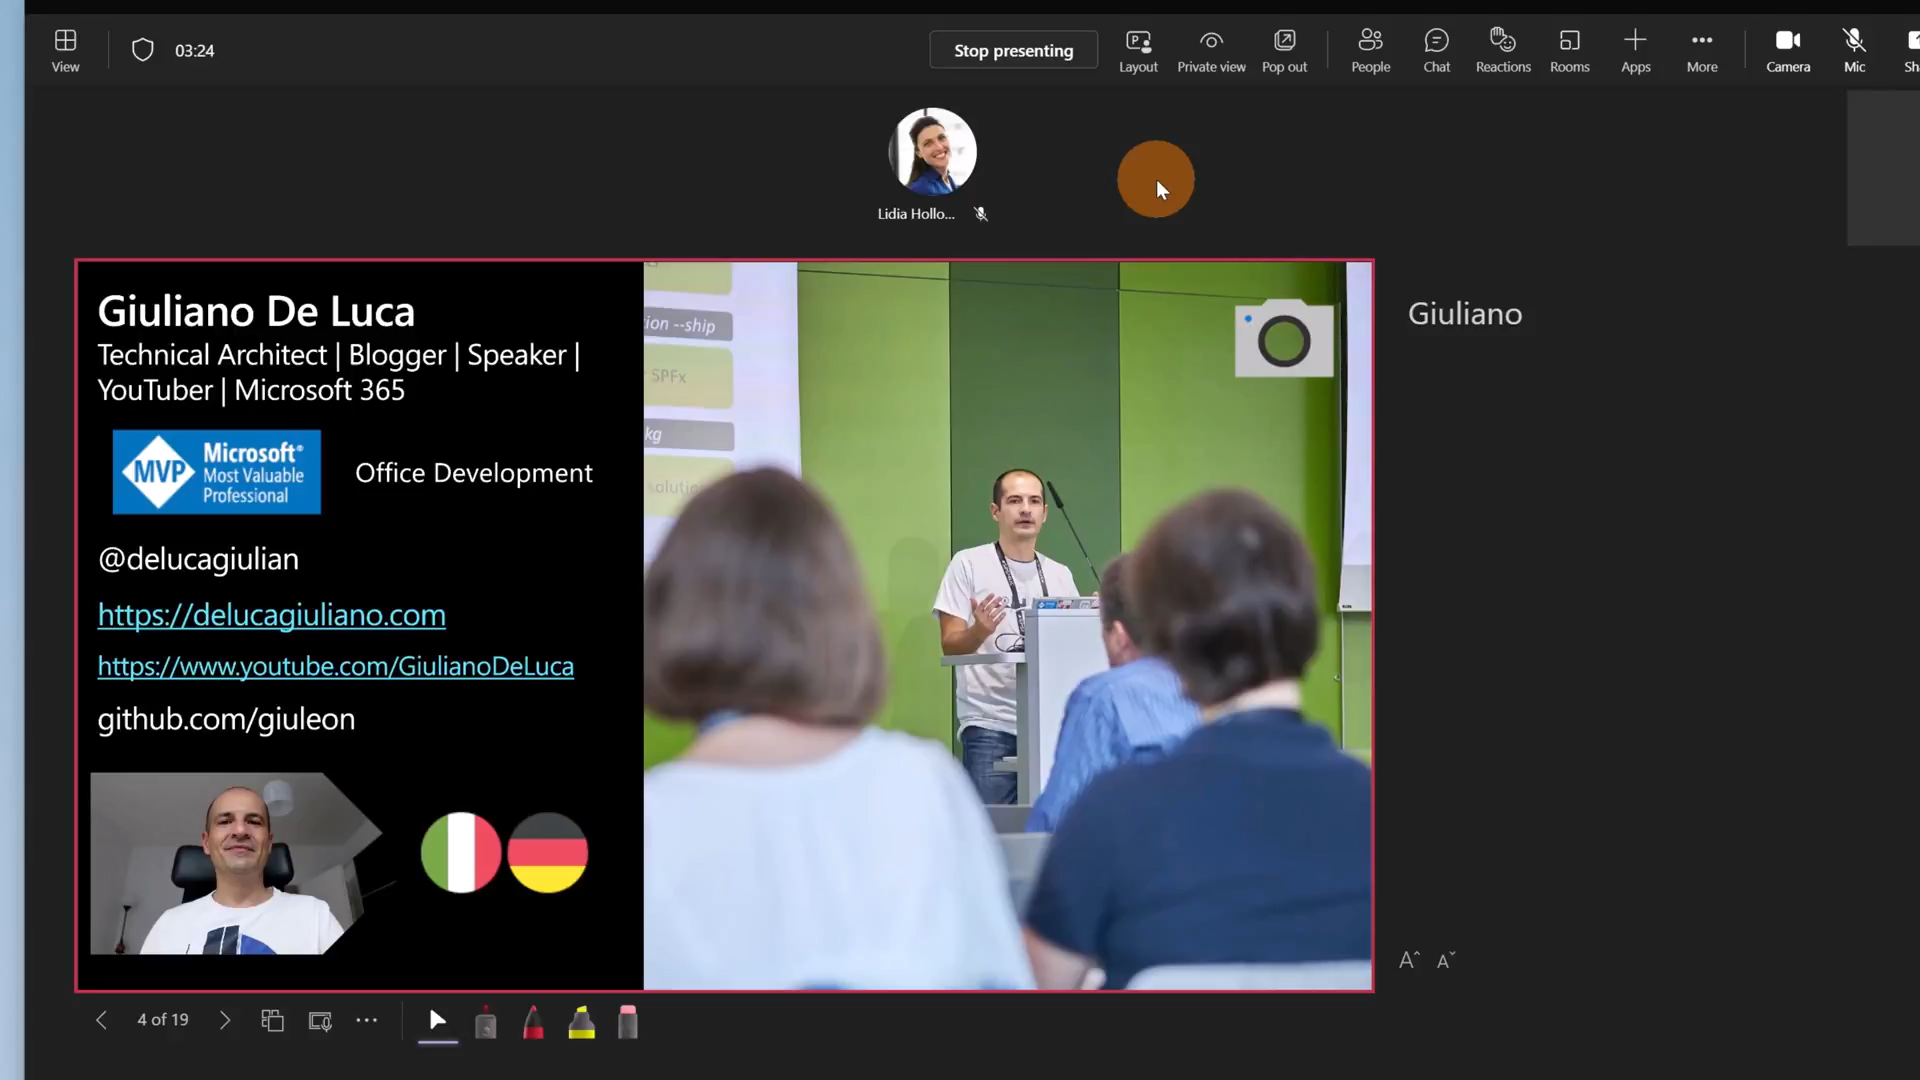 View
03:24
Stop presenting
Layout
Private view
Pop out
People
Chat
Reactions
Rooms
Apps
More
Camera
Mic
Lidia Hollo...
Giuliano De Luca
Technical Architect | Blogger | Speaker |
YouTuber | Microsoft 365
MVP
Microsoft®
Most Valuable
Professional
Office Development
@delucagiulian
https://delucagiuliano.com
https://www.youtube.com/GiulianoDeLuca
github.com/giuleon
--ship
SPFx
kg
Giuliano
4 of 19